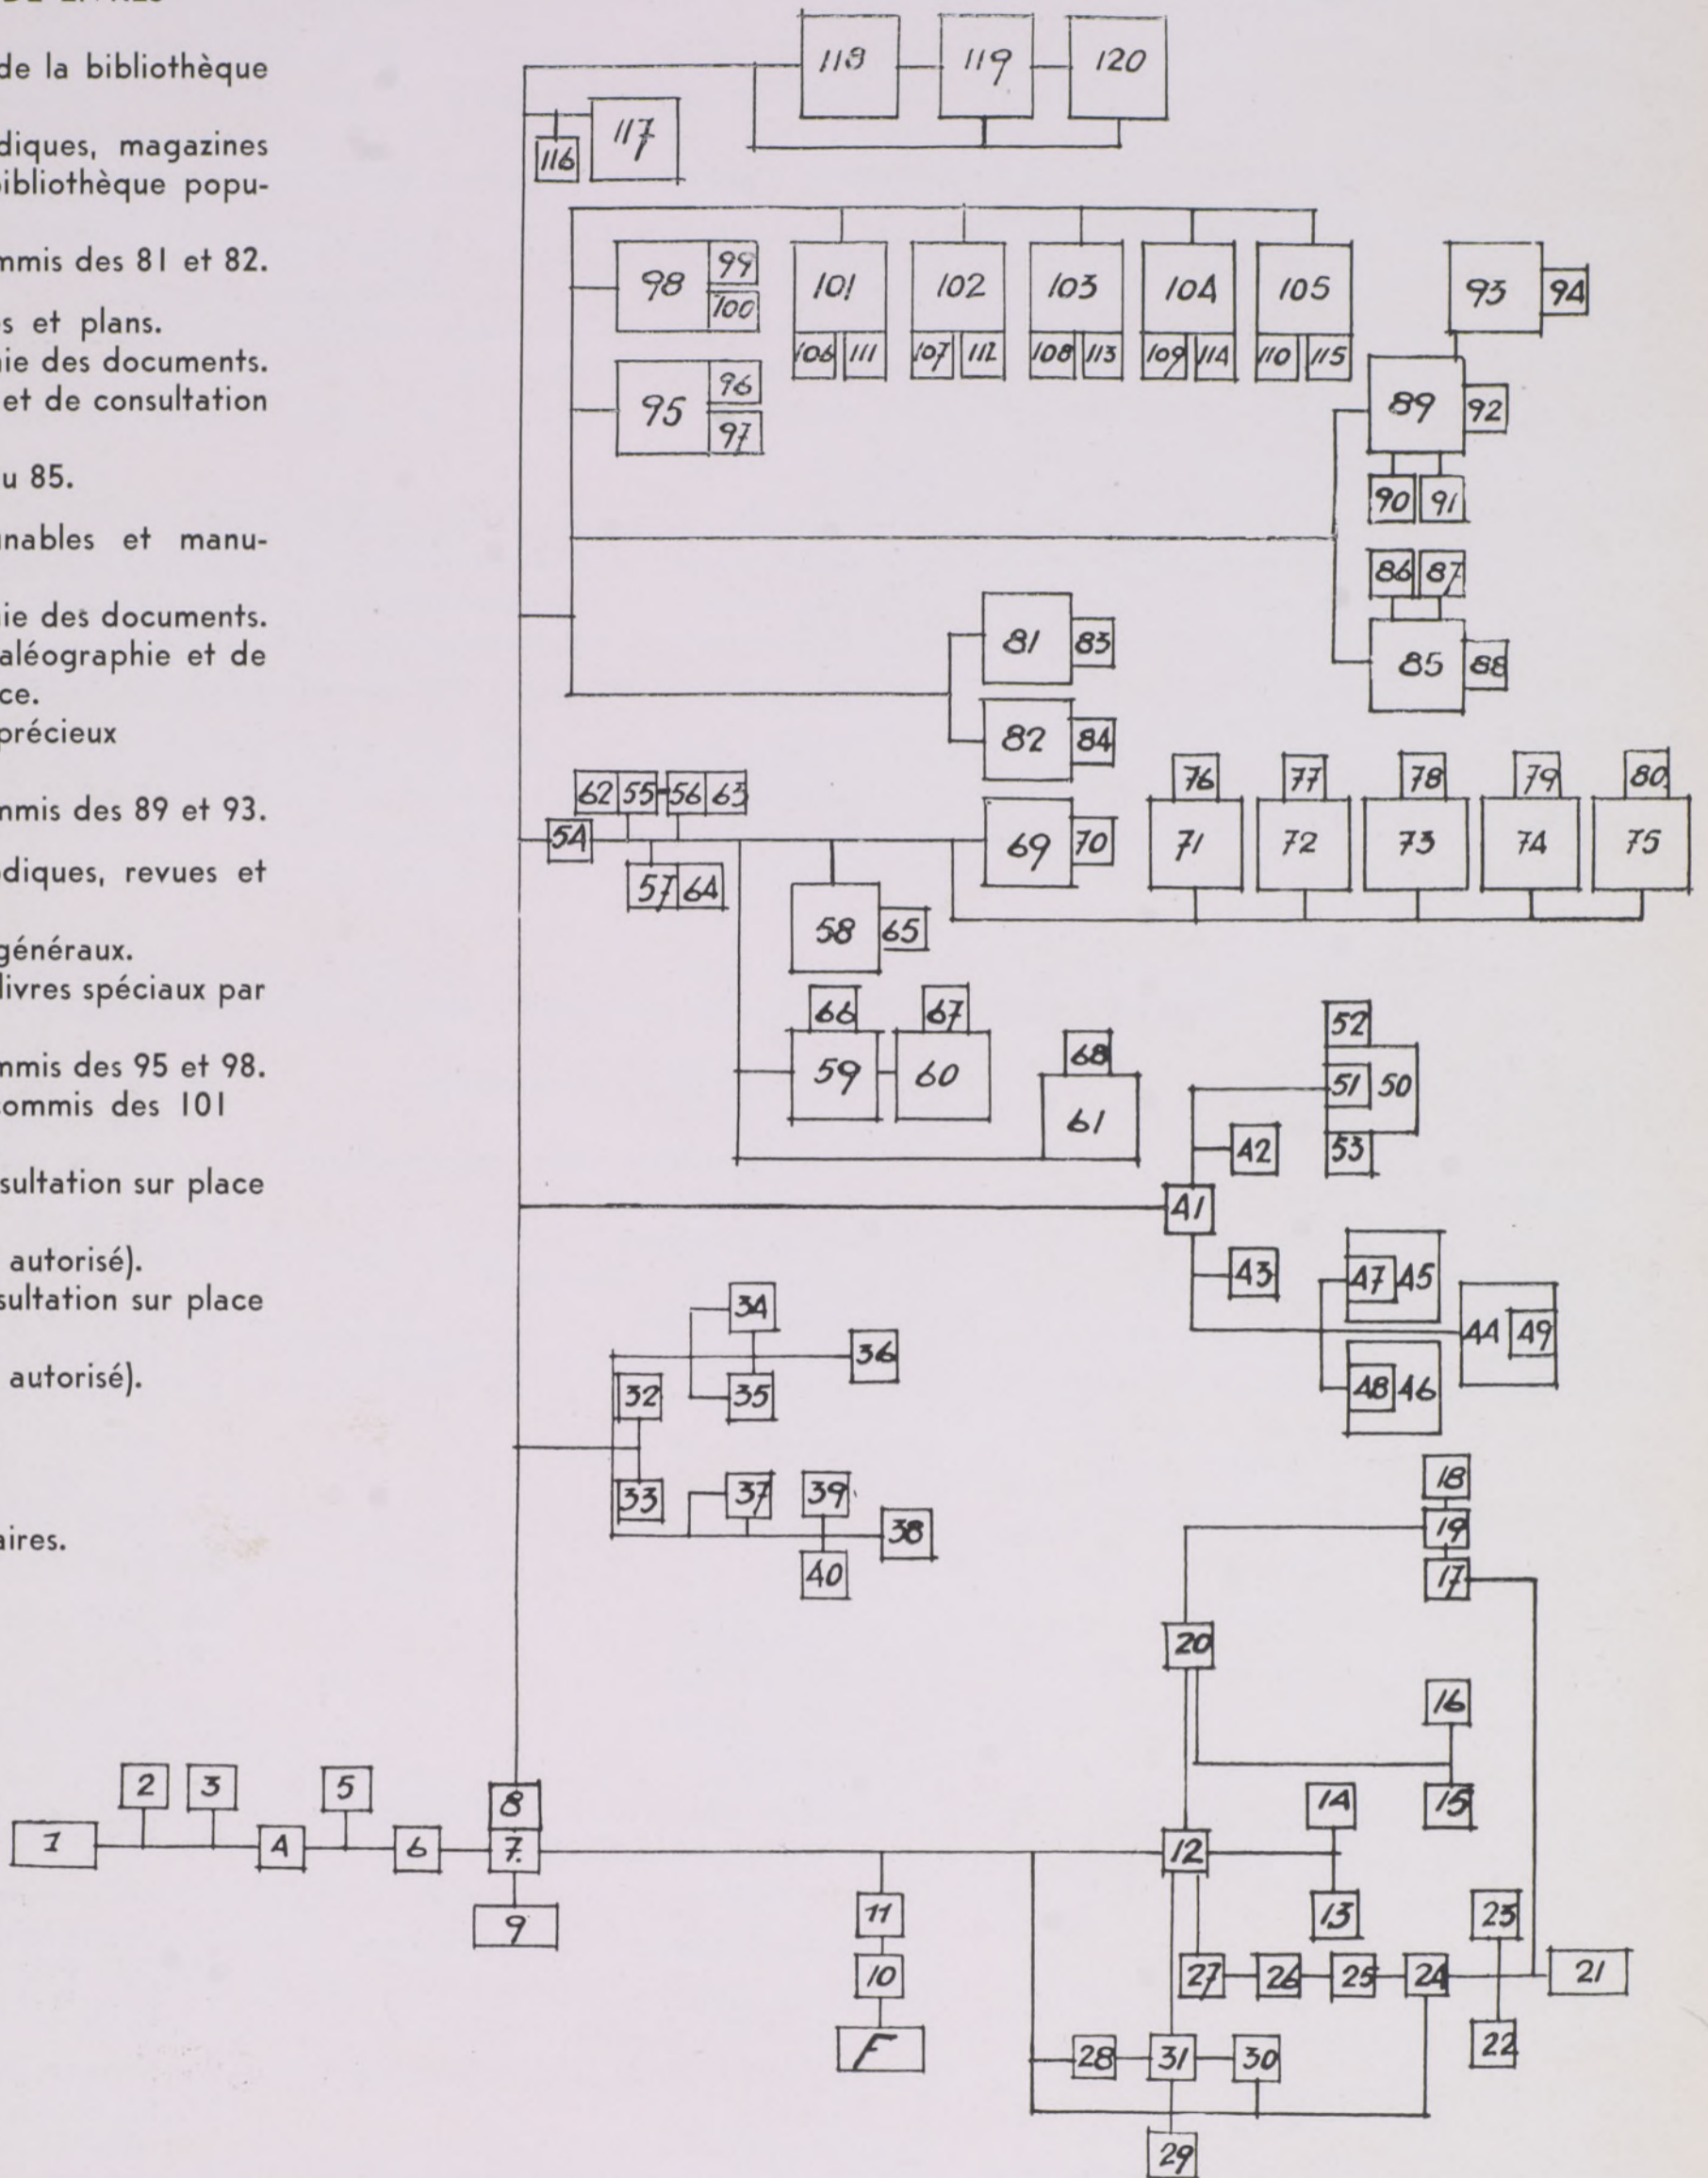 de la bibliothèque
diques, magazines
bibliothèque popu-
mmis des 81 et 82.
s et plans.
ie des documents.
et de consultation
u 85.
nables et manu-
ie des documents.
aléographie et de
ce.
précieux
mmis des 89 et 93.
odiques, revues et
généraux.
livres spéciaux par
mmis des 95 et 98.
commis des 101
sultation sur place
autorisé).
sultation sur place
autorisé).
aires.
118 119 120
117
116
98 99 101 102 103 104 105 93 94
100
106 111 107 112 108 113 109 114 110 115
95 96
97
89 92
90 91
86 87
81 83
85 88
82 84
62 55 56 63
76 77 78 79 80
54 69 70 71 72 73 74 75
57 64
58 65
66 67
52
68
59 60
51 50
61
42 53
41
43 47 45
34
44 49
36
32 35
48 46
18
33 37 39
38 19
40 17
20
16
2 3 5
8 14 15
1 4 6 7. 12
9 11 13 23
10 27 26 25 24 21
F 28 31 30 22
29